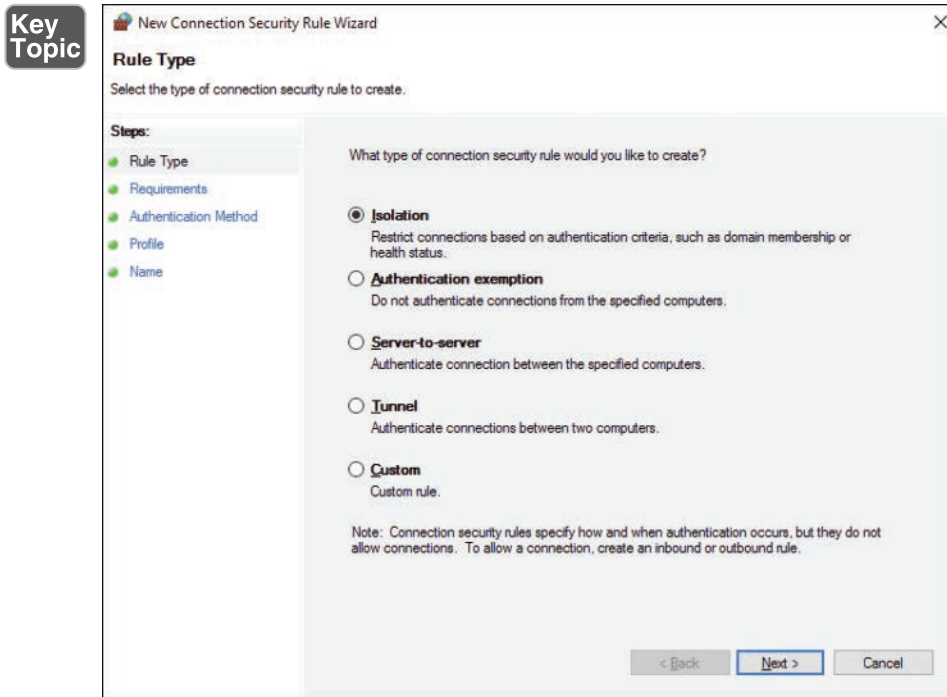 Key
Topic
New Connection Security Rule Wizard
Rule Type
Select the type of connection security rule to create.
Steps:
Rule Type
Requirements
Authentication Method
Profile
Name
What type of connection security rule would you like to create?
Isolation
Restrict connections based on authentication criteria, such as domain membership or
health status.
Authentication exemption
Do not authenticate connections from the specified computers.
Server-to-server
Authenticate connection between the specified computers.
Tunnel
Authenticate connections between two computers.
Custom
Custom rule.
Note: Connection security rules specify how and when authentication occurs, but they do not
allow connections. To allow a connection, create an inbound or outbound rule.
< Back Next > Cancel